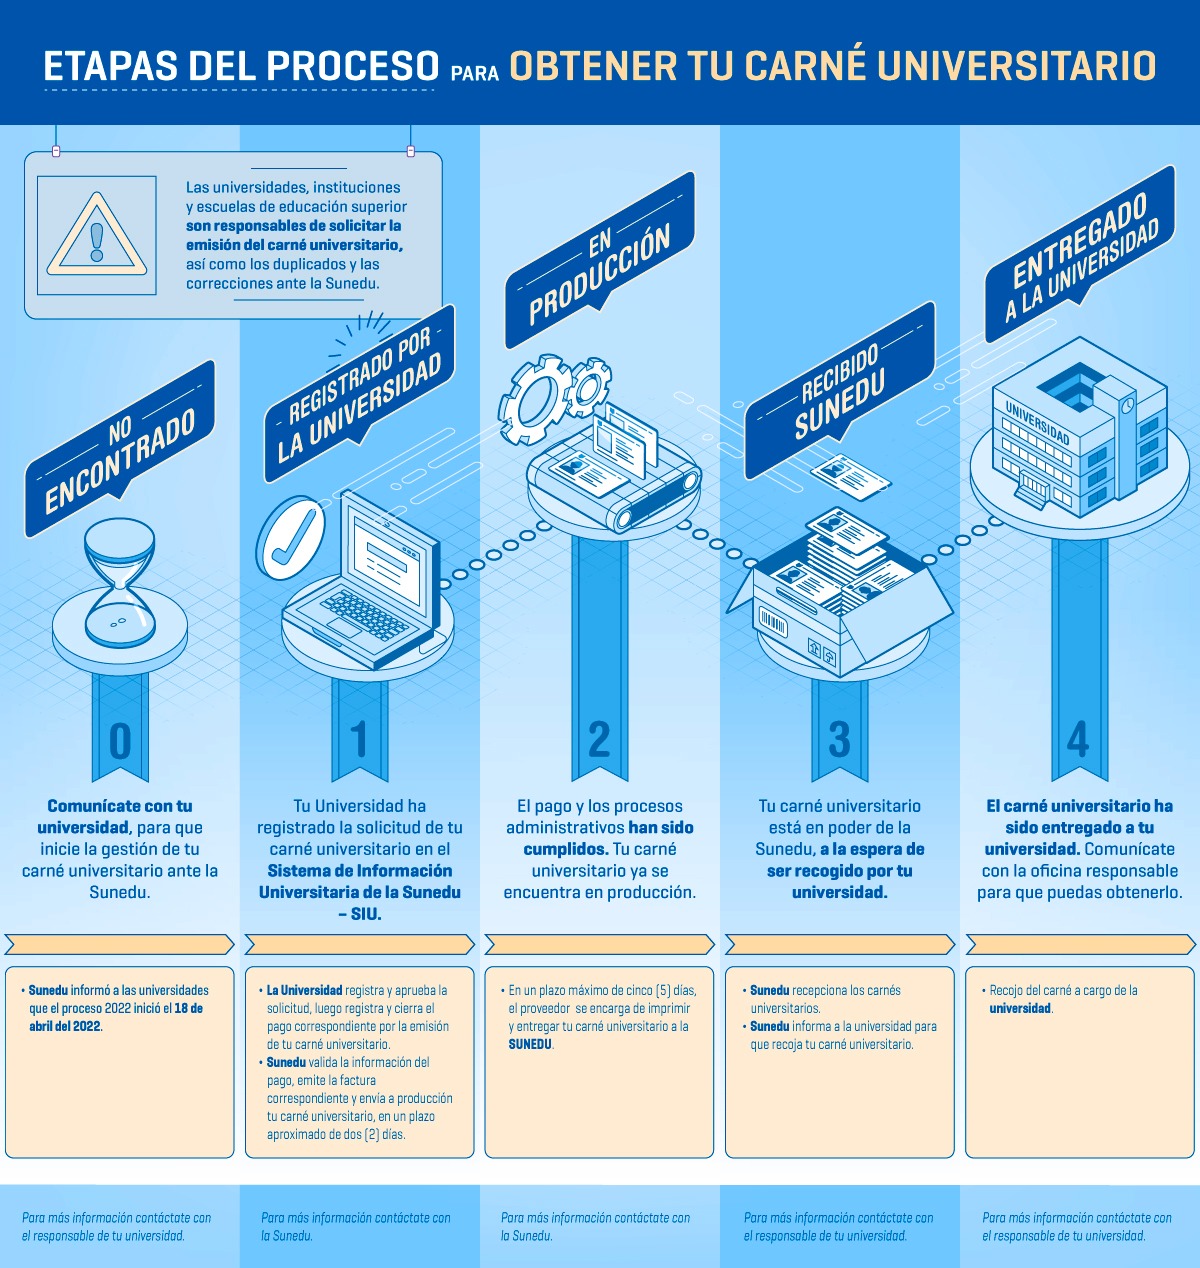 ETAPAS DEL PROCESO PARA OBTENER TU CARNÉ UNIVERSITARIO
Las universidades, instituciones
y escuelas de educación superior
son responsables de solicitar la
emisión del carné universitario,
así como los duplicados y las
correcciones ante la Sunedu.
NO
ENCONTRADO
0
Comunícate con tu
universidad, para que
inicie la gestión de tu
carné universitario ante la
Sunedu.
• Sunedu informó a las universidades
que el proceso 2022 inició el 18 de
abril del 2022.
Para más información contáctate con
el responsable de tu universidad.
REGISTRADO POR
LA UNIVERSIDAD
1
Tu Universidad ha
registrado la solicitud de tu
carné universitario en el
Sistema de Información
Universitaria de la Sunedu
– SIU.
• La Universidad registra y aprueba la
solicitud, luego registra y cierra el
pago correspondiente por la emisión
de tu carné universitario.
• Sunedu valida la información del
pago, emite la factura
correspondiente y envía a producción
tu carné universitario, en un plazo
aproximado de dos (2) días.
Para más información contáctate con
la Sunedu.
EN
PRODUCCIÓN
2
El pago y los procesos
administrativos han sido
cumplidos. Tu carné
universitario ya se
encuentra en producción.
• En un plazo máximo de cinco (5) días,
el proveedor se encarga de imprimir
y entregar tu carné universitario a la
SUNEDU.
Para más información contáctate con
la Sunedu.
RECIBIDO
SUNEDU
3
Tu carné universitario
está en poder de la
Sunedu, a la espera de
ser recogido por tu
universidad.
• Sunedu recepciona los carnés
universitarios.
• Sunedu informa a la universidad para
que recoja tu carné universitario.
Para más información contáctate con
el responsable de tu universidad.
ENTREGADO
A LA UNIVERSIDAD
UNIVERSIDAD
4
El carné universitario ha
sido entregado a tu
universidad. Comunícate
con la oficina responsable
para que puedas obtenerlo.
• Recojo del carné a cargo de la
universidad.
Para más información contáctate con
el responsable de tu universidad.